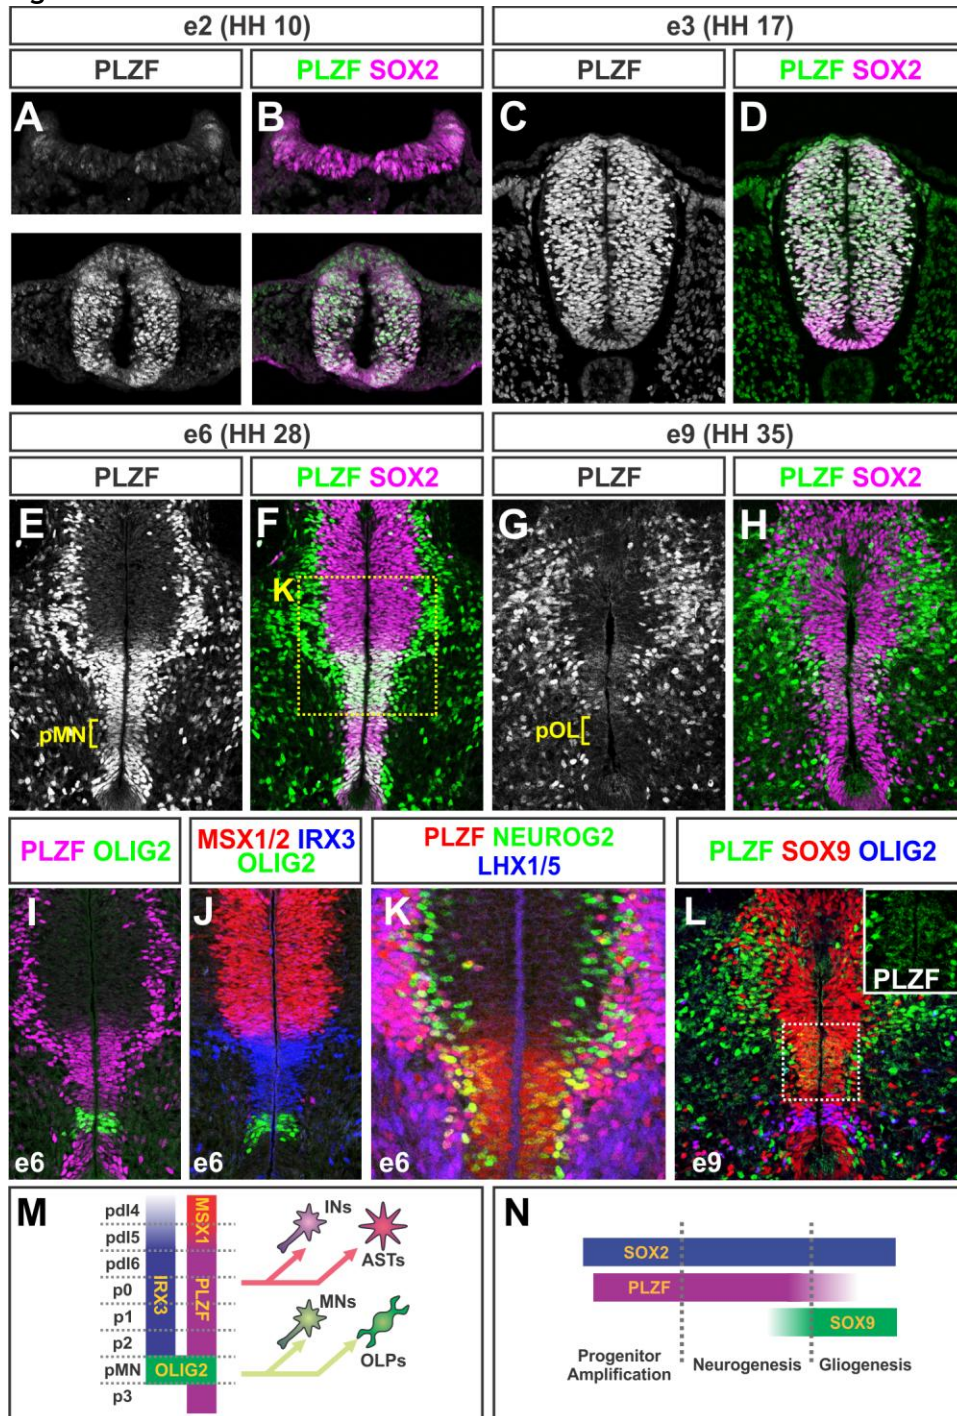 e2 (HH 10)
e3 (HH 17)
PLZF
PLZF SOX2
PLZF
PLZF SOX2
A
B
C
D
e6 (HH 28)
e9 (HH 35)
PLZF
PLZF SOX2
PLZF
PLZF SOX2
E
F
G
H
K
pMN
pOL
PLZF OLIG2
MSX1/2 IRX3
OLIG2
PLZF NEUROG2
LHX1/5
PLZF SOX9 OLIG2
I
J
K
L
PLZF
e6
e6
e6
e9
M
pdl4
pdl5
pdl6
p0
p1
p2
pMN
p3
IRX3
MSX1
PLZF
OLIG2
INs
ASTs
MNs
OLPs
N
SOX2
PLZF
SOX9
Progenitor
Amplification
Neurogenesis
Gliogenesis